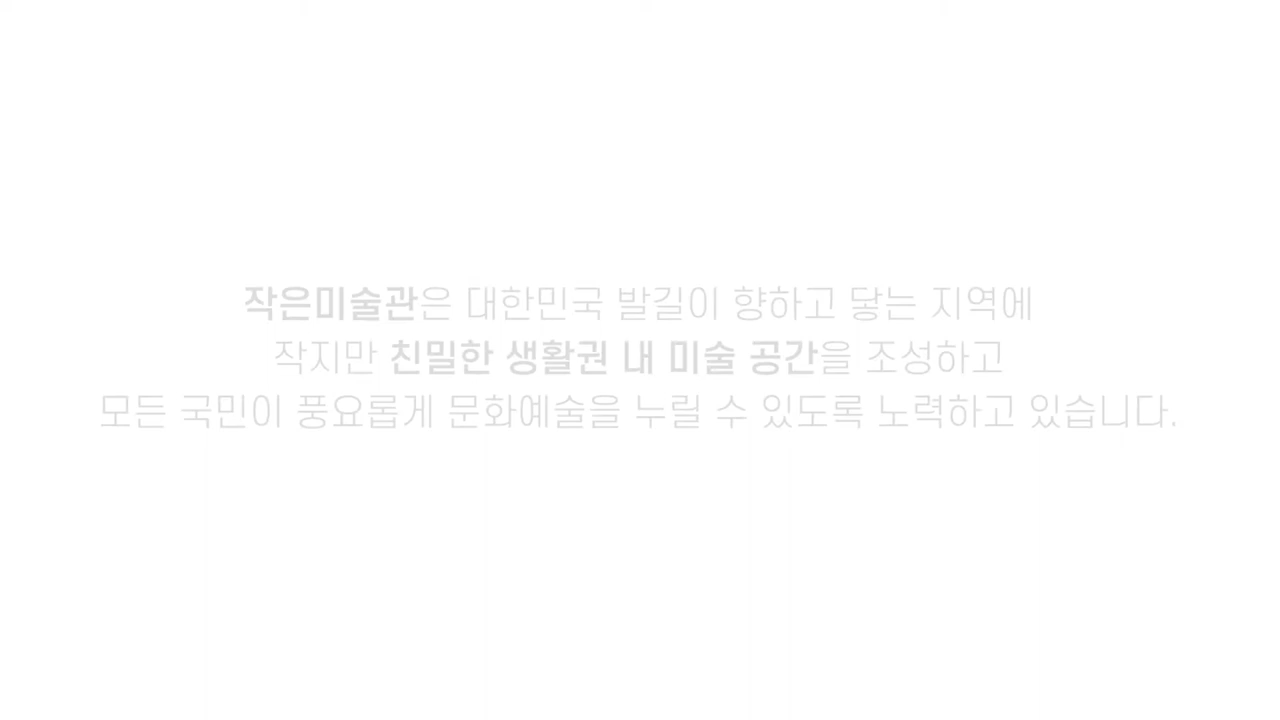 작은미술관은 대한민국 발길이 향하고 닿는 지역에
작지만 친밀한 생활권 내 미술 공간을 조성하고
모든 국민이 풍요롭게 문화예술을 누릴 수 있도록 노력하고 있습니다.